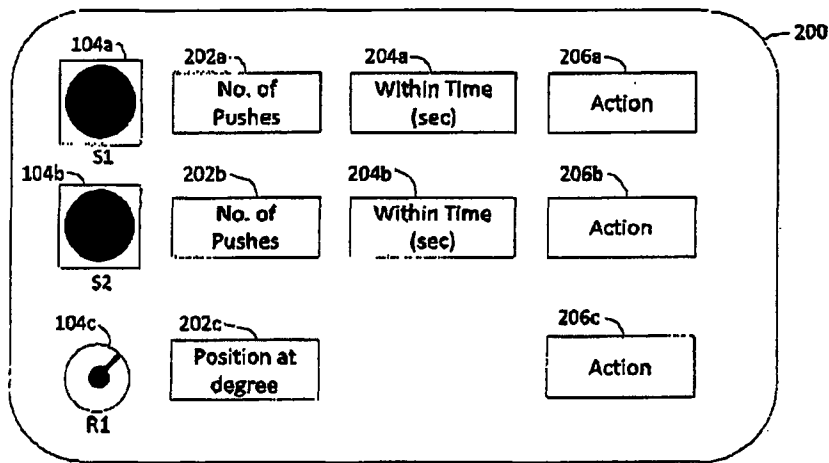 200
104a 202a 204a 206a
No. of Within Time Action
Pushes (sec)
S1
104b 202b 204b 206b
No. of Within Time Action
Pushes (sec)
S2
104c 202c 206c
Position at Action
degree
R1